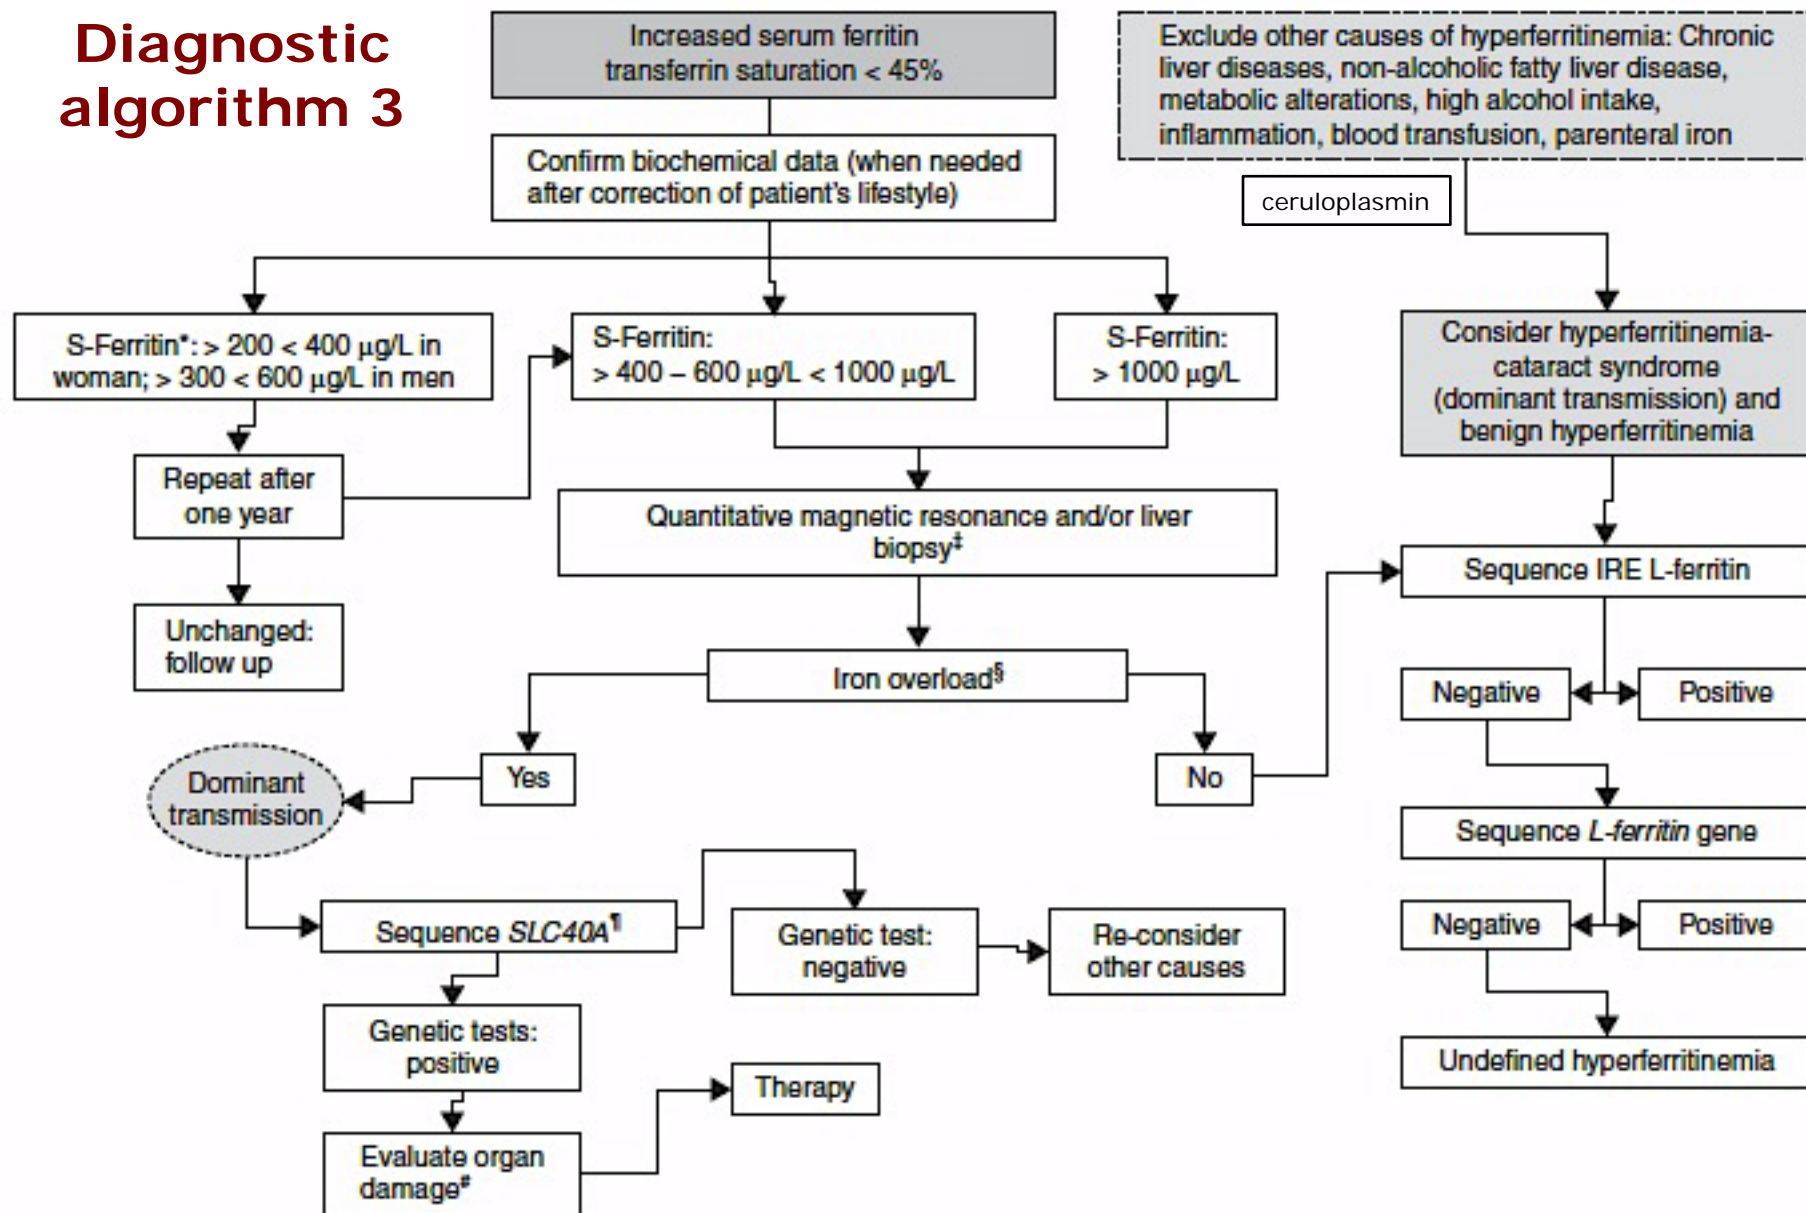 Diagnostic
algorithm 3
Increased serum ferritin
transferrin saturation < 45%
Exclude other causes of hyperferritinemia: Chronic
liver diseases, non-alcoholic fatty liver disease,
metabolic alterations, high alcohol intake,
inflammation, blood transfusion, parenteral iron
Confirm biochemical data (when needed
after correction of patient's lifestyle)
ceruloplasmin
S-Ferritin*: > 200 < 400 µg/L in
woman; > 300 < 600 µg/L in men
S-Ferritin:
> 400 – 600 µg/L < 1000 µg/L
S-Ferritin:
> 1000 µg/L
Consider hyperferritinemia-
cataract syndrome
(dominant transmission) and
benign hyperferritinemia
Repeat after
one year
Quantitative magnetic resonance and/or liver
biopsy‡
Sequence IRE L-ferritin
Unchanged:
follow up
Iron overload§
Negative
Positive
Yes
No
Dominant
transmission
Sequence L-ferritin gene
Sequence SLC40A¶
Genetic test:
negative
Re-consider
other causes
Negative
Positive
Genetic tests:
positive
Undefined hyperferritinemia
Therapy
Evaluate organ
damage#